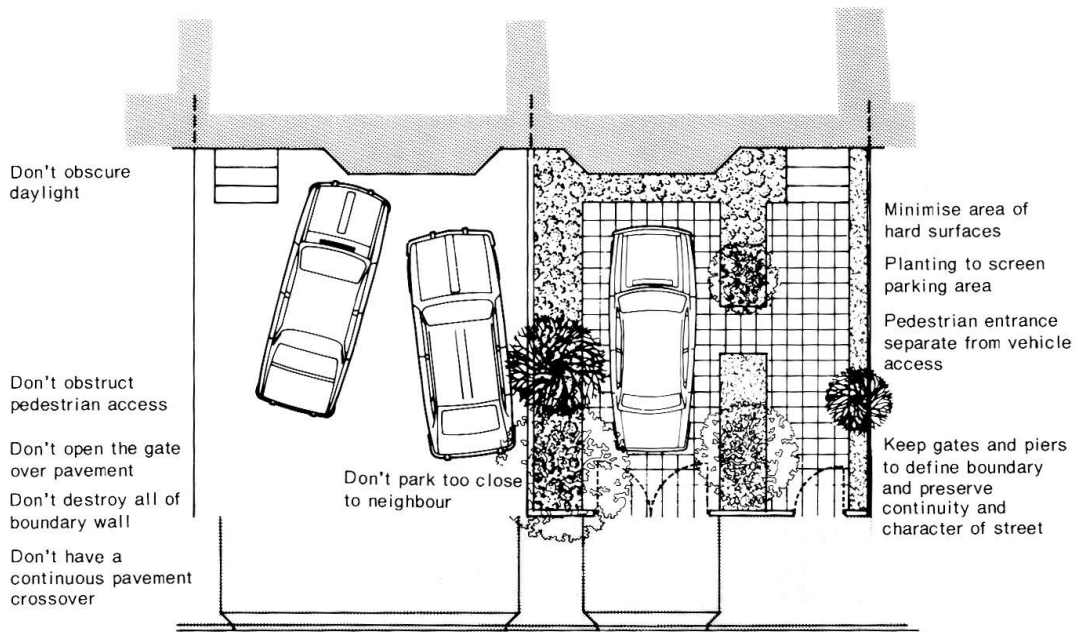 Don't obscure
daylight
Don't obstruct
pedestrian access
Don't open the gate
over pavement
Don't destroy all of
boundary wall
Don't have a
continuous pavement
crossover
Don't park too close
to neighbour
Minimise area of
hard surfaces
Planting to screen
parking area
Pedestrian entrance
separate from vehicle
access
Keep gates and piers
to define boundary
and preserve
continuity and
character of street